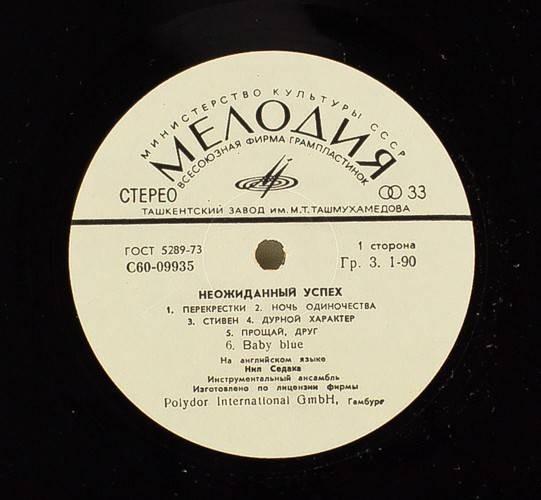 МИНИСТЕРСТВО КУЛЬТУРЫ СССР
МЕЛОДИЯ
ВСЕСОЮЗНАЯ ФИРМА ГРАМПЛАСТИНОК
СТЕРЕО
33
ТАШКЕНТСКИЙ ЗАВОД ИМ. М.Т. ТАШМУХАМЕДОВА
ГОСТ 5289-73
1 сторона
С60-09935
Гр. 3. 1-90
НЕОЖИДАННЫЙ УСПЕХ
1. ПЕРЕКРЕСТКИ 2. НОЧЬ ОДИНОЧЕСТВА
3. СТИВЕН 4. ДУРНОЙ ХАРАКТЕР
5. ПРОЩАЙ, ДРУГ
6. Baby blue
На английском языке
Нил Седака
Инструментальный ансамбль
Изготовлено по лицензии фирмы
Polydor International GmbH, Гамбург